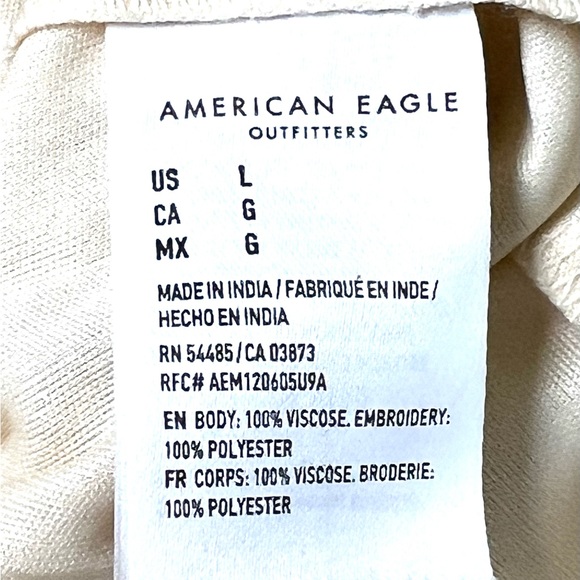 AMERICAN EAGLE
OUTFITTERS
US L
CA G
MX G
MADE IN INDIA / FABRIQUÉ EN INDE /
HECHO EN INDIA
RN 54485 / CA 03873
RFC# AEM120605U9A
EN BODY: 100% VISCOSE. EMBROIDERY:
100% POLYESTER
FR CORPS: 100% VISCOSE. BRODERIE:
100% POLYESTER